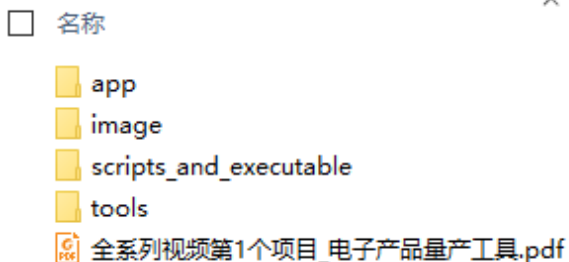 名称
app
image
scripts_and_executable
tools
全系列视频第1个项目_电子产品量产工具.pdf